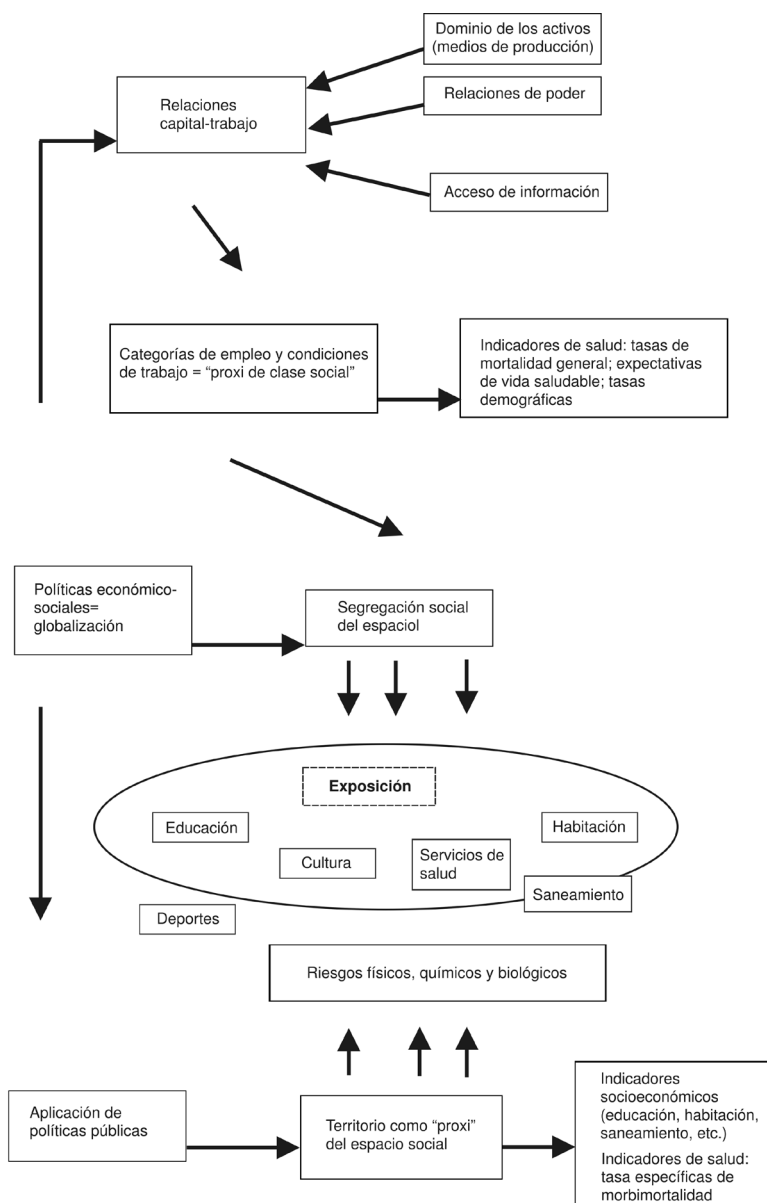 Dominio de los activos
(medios de producción)
Relaciones
capital-trabajo
Relaciones de poder
Acceso de información
Categorías de empleo y condiciones
de trabajo = “proxi de clase social”
Indicadores de salud: tasas de
mortalidad general; expectativas
de vida saludable; tasas
demográficas
Políticas económico-
sociales=
globalización
Segregación social
del espaciol
Exposición
Educación
Habitación
Cultura
Servicios de
salud
Saneamiento
Deportes
Riesgos físicos, químicos y biológicos
Aplicación de
políticas públicas
Territorio como “proxi”
del espacio social
Indicadores
socioeconómicos
(educación, habitación,
saneamiento, etc.)
Indicadores de salud:
tasa específicas de
morbimortalidad